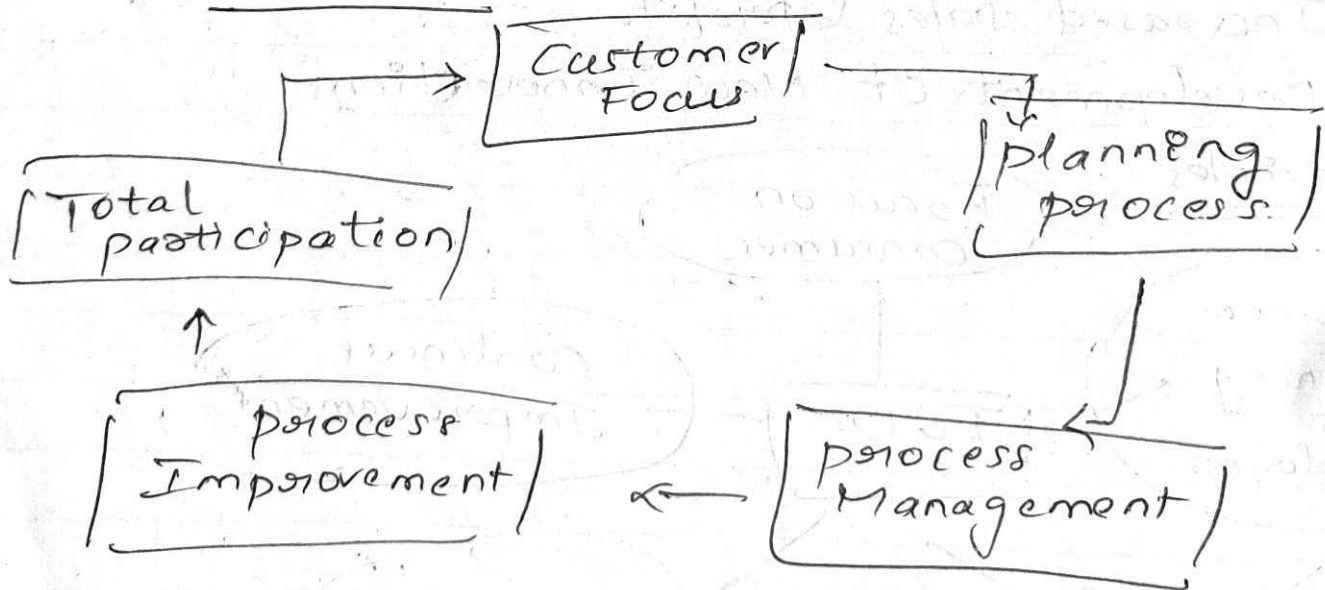 Customer
Focus
planning
process.
Total
participation
process
Improvement
process
Management